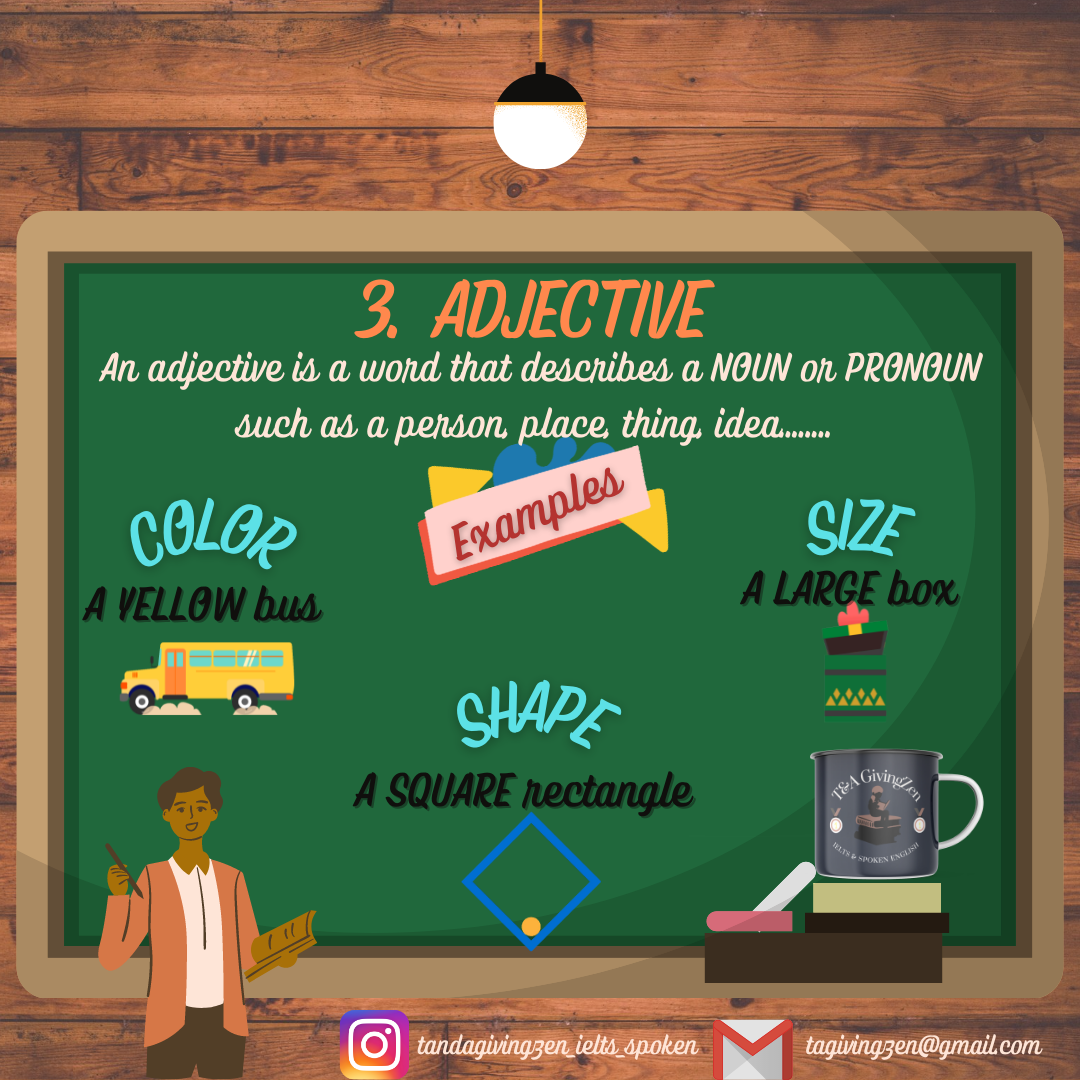 3. ADJECTIVE
An adjective is a word that describes a NOUN or PRONOUN
such as a person, place, thing, idea........
Examples
COLOR
A YELLOW bus
SIZE
A LARGE box
SHAPE
A SQUARE rectangle
T&A GivingZen
IELTS & SPOKEN ENGLISH
tandagivingzen_ielts_spoken
tagivingzen@gmail.com